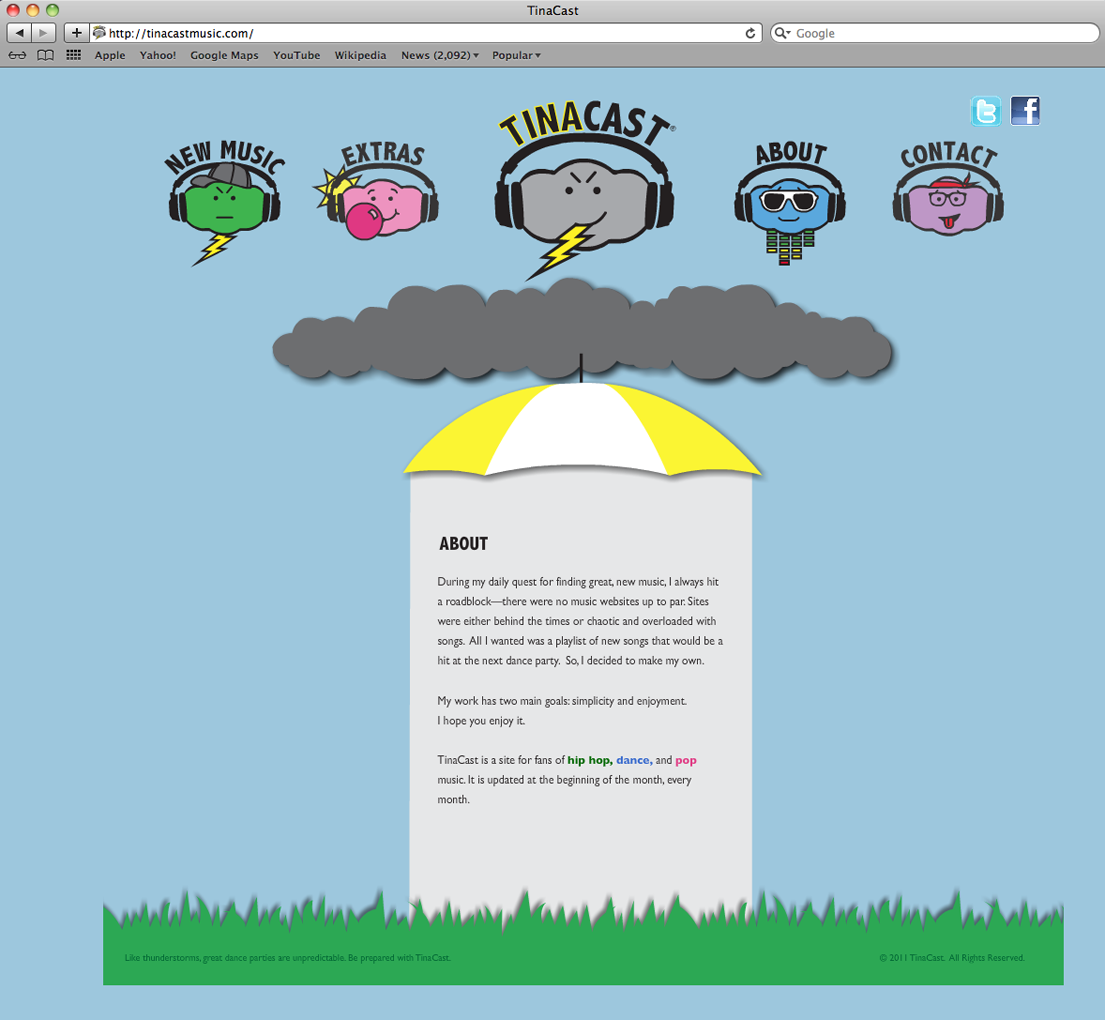 TinaCast
http://tinacastmusic.com/
Google
Apple Yahoo! Google Maps YouTube Wikipedia News (2,092) Popular
TINACAST®
NEW MUSIC
EXTRAS
ABOUT
CONTACT
t f
ABOUT
During my daily quest for finding great, new music, I always hit
a roadblock—there were no music websites up to par. Sites
were either behind the times or chaotic and overloaded with
songs. All I wanted was a playlist of new songs that would be a
hit at the next dance party. So, I decided to make my own.
My work has two main goals: simplicity and enjoyment.
I hope you enjoy it.
TinaCast is a site for fans of hip hop, dance, and pop
music. It is updated at the beginning of the month, every
month.
Like thunderstorms, great dance parties are unpredictable. Be prepared with TinaCast.
© 2011 TinaCast. All Rights Reserved.